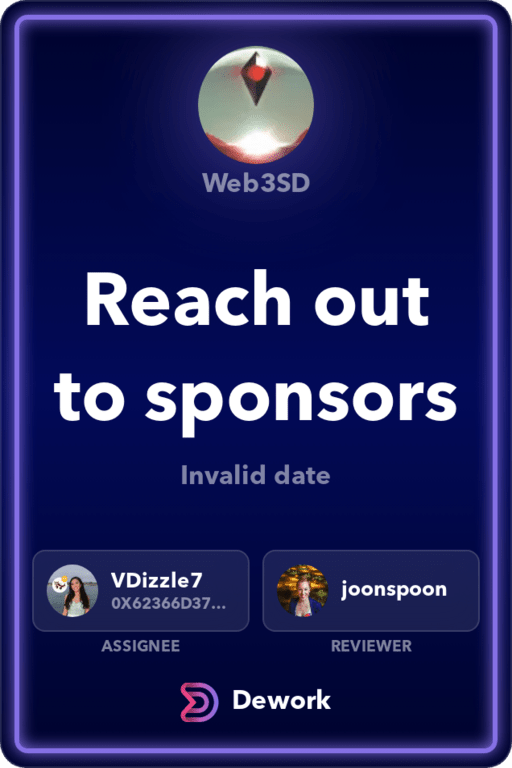 Web3SD
Reach out
to sponsors
Invalid date
VDizzle7
0X62366D37...
ASSIGNEE
joonspoon
REVIEWER
Dework